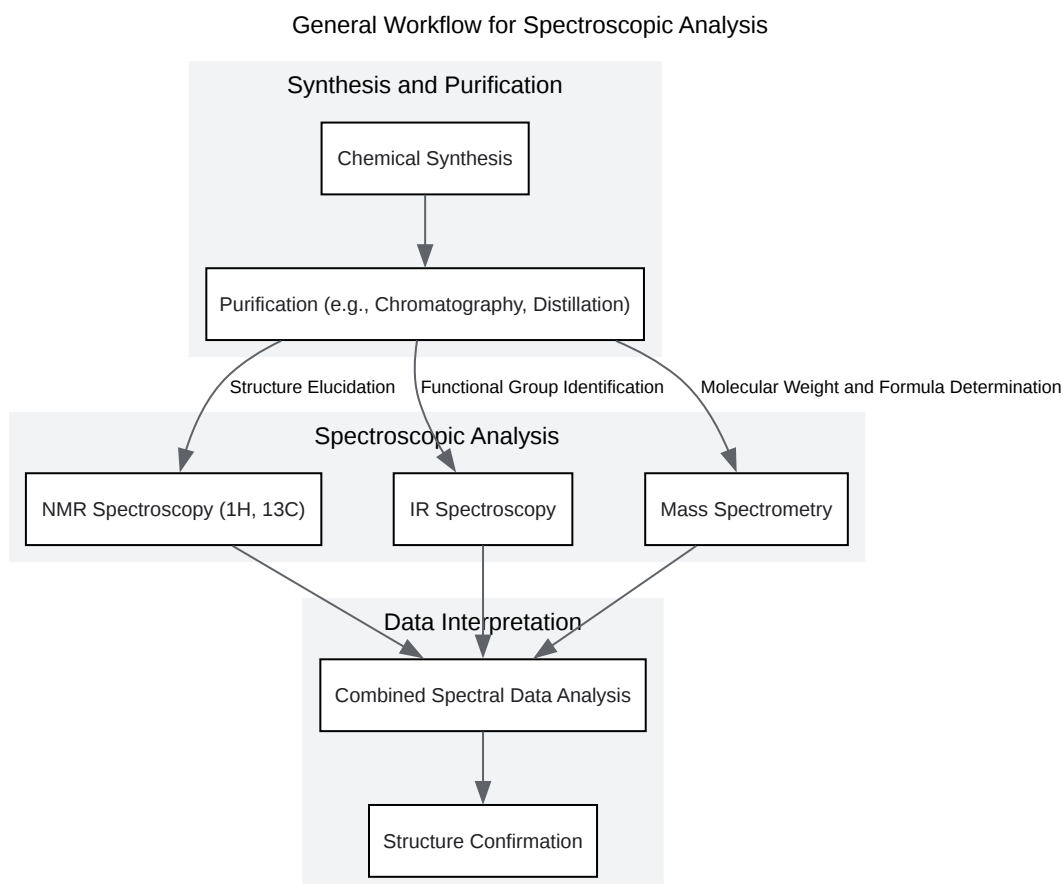 General Workflow for Spectroscopic Analysis
Synthesis and Purification
Chemical Synthesis
Purification (e.g., Chromatography, Distillation)
Structure Elucidation
Functional Group Identification
Molecular Weight and Formula Determination
Spectroscopic Analysis
NMR Spectroscopy (1H, 13C)
IR Spectroscopy
Mass Spectrometry
Data Interpretation
Combined Spectral Data Analysis
Structure Confirmation